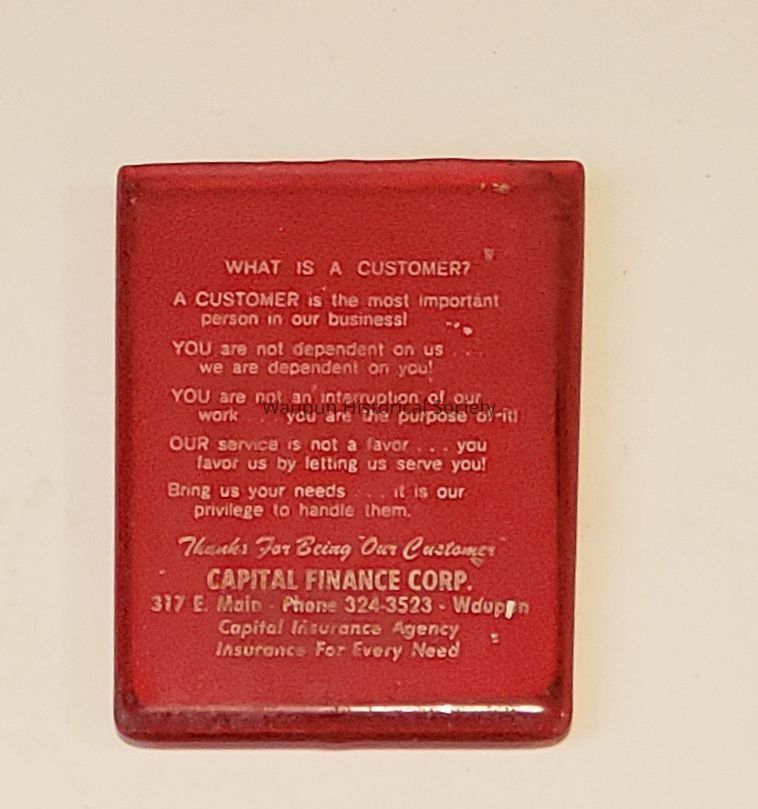 WHAT IS A CUSTOMER?
A CUSTOMER is the most important
person in our business!
YOU are not dependent on us
we are dependent on you!
YOU are not an interruption of our
Waupun Historical Society
work . . . you are the purpose of it!
OUR service is not a favor . . . you
favor us by letting us serve you!
Bring us your needs . . . it is our
privilege to handle them.
Thanks For Being Our Customer
CAPITAL FINANCE CORP.
317 E. Main - Phone 324-3523 - Waupun
Capital Insurance Agency
Insurance For Every Need